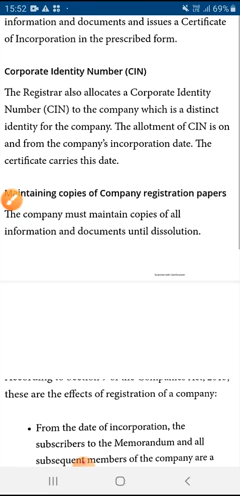 15:52 69%
information and documents and issues a Certificate
of Incorporation in the prescribed form.
Corporate Identity Number (CIN)
The Registrar also allocates a Corporate Identity
Number (CIN) to the company which is a distinct
identity for the company. The allotment of CIN is on
and from the company's incorporation date. The
certificate carries this date.
Maintaining copies of Company registration papers
The company must maintain copies of all
information and documents until dissolution.
these are the effects of registration of a company:
• From the date of incorporation, the
subscribers to the Memorandum and all
subsequent members of the company are a